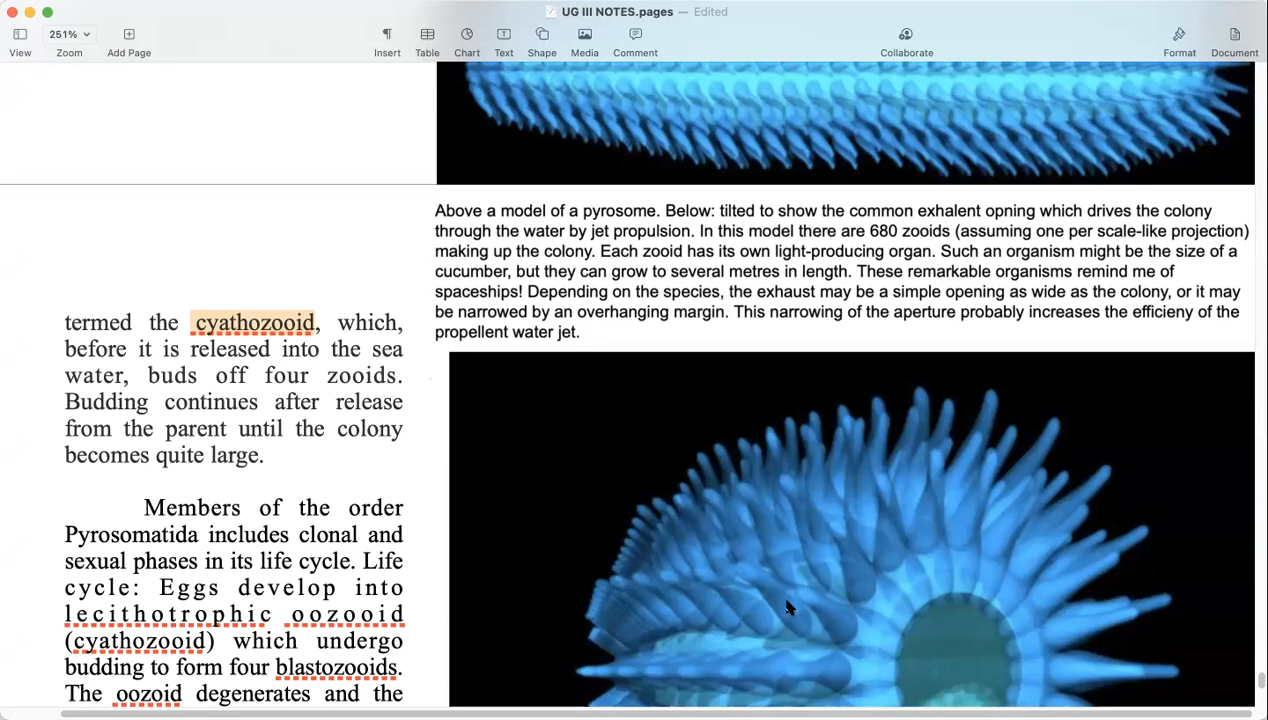 UG III NOTES.pages — Edited
251%
View
Zoom
Add Page
Insert
Table
Chart
Text
Shape
Media
Comment
Collaborate
Format
Document
Above a model of a pyrosome. Below: tilted to show the common exhalent opning which drives the colony
through the water by jet propulsion. In this model there are 680 zooids (assuming one per scale-like projection)
making up the colony. Each zooid has its own light-producing organ. Such an organism might be the size of a
cucumber, but they can grow to several metres in length. These remarkable organisms remind me of
spaceships! Depending on the species, the exhaust may be a simple opening as wide as the colony, or it may
be narrowed by an overhanging margin. This narrowing of the aperture probably increases the efficieny of the
propellent water jet.
termed the cyathozooid, which,
before it is released into the sea
water, buds off four zooids.
Budding continues after release
from the parent until the colony
becomes quite large.
Members of the order
Pyrosomatida includes clonal and
sexual phases in its life cycle. Life
cycle: Eggs develop into
lecithotrophic oozooid
(cyathozooid) which undergo
budding to form four blastozooids.
The oozoid degenerates and the